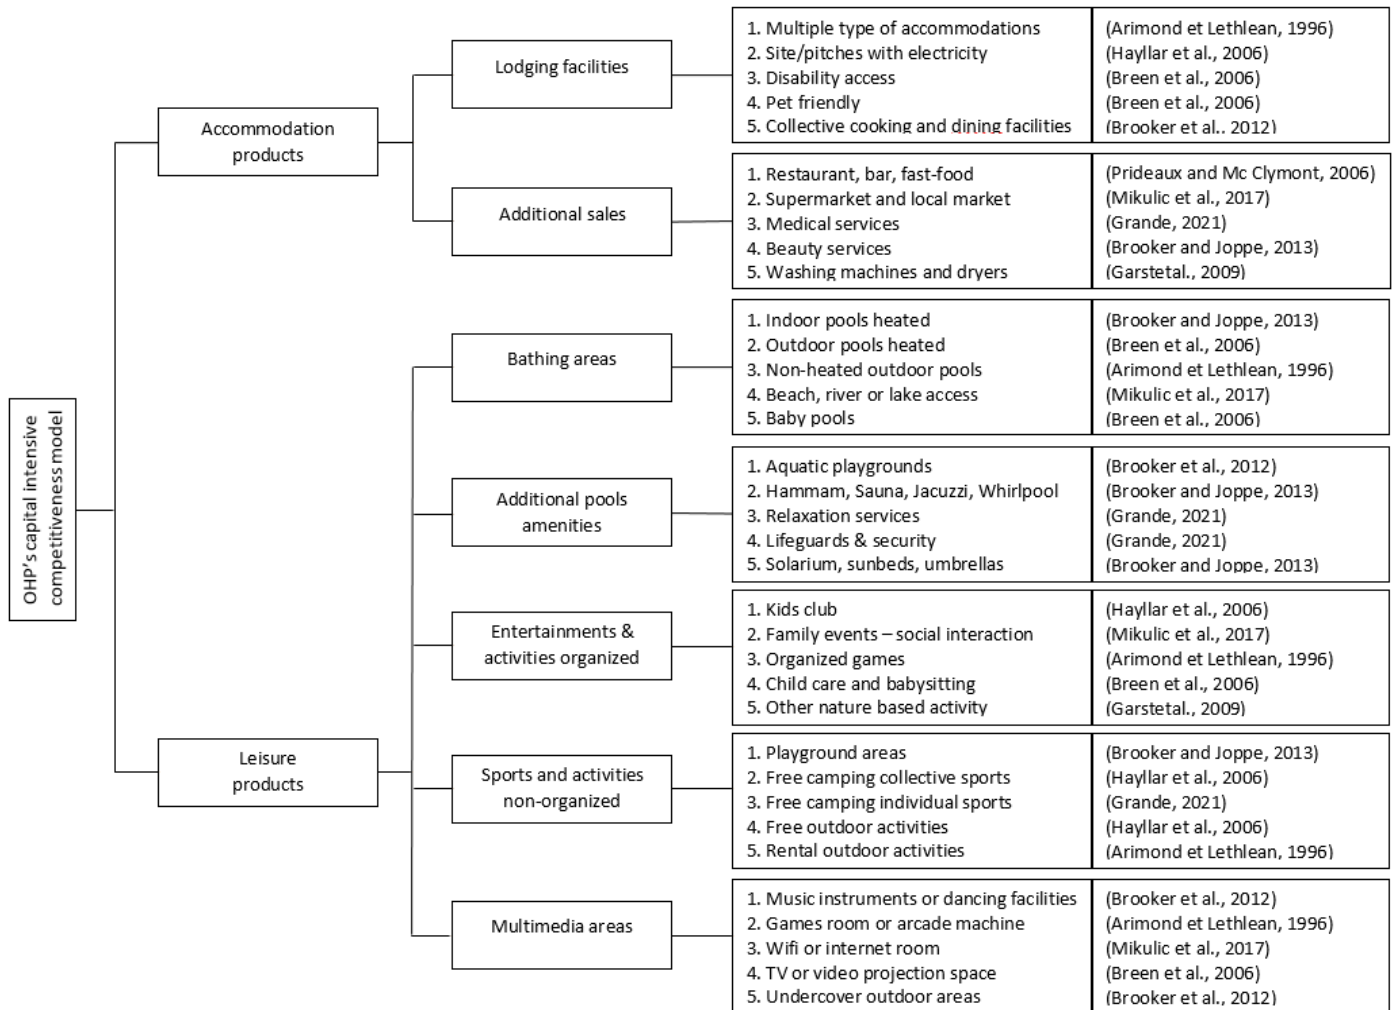 OHP's capital intensive
competitiveness model
Accommodation
products
Lodging facilities
1. Multiple type of accommodations (Arimond et Lethlean, 1996)
2. Site/pitches with electricity (Hayllar et al., 2006)
3. Disability access (Breen et al., 2006)
4. Pet friendly (Breen et al., 2006)
5. Collective cooking and dining facilities (Brooker et al.. 2012)
Additional sales
1. Restaurant, bar, fast-food (Prideaux and Mc Clymont, 2006)
2. Supermarket and local market (Mikulic et al., 2017)
3. Medical services (Grande, 2021)
4. Beauty services (Brooker and Joppe, 2013)
5. Washing machines and dryers (Garstetal., 2009)
Leisure
products
Bathing areas
1. Indoor pools heated (Brooker and Joppe, 2013)
2. Outdoor pools heated (Breen et al., 2006)
3. Non-heated outdoor pools (Arimond et Lethlean, 1996)
4. Beach, river or lake access (Mikulic et al., 2017)
5. Baby pools (Breen et al., 2006)
Additional pools
amenities
1. Aquatic playgrounds (Brooker et al., 2012)
2. Hammam, Sauna, Jacuzzi, Whirlpool (Brooker and Joppe, 2013)
3. Relaxation services (Grande, 2021)
4. Lifeguards & security (Grande, 2021)
5. Solarium, sunbeds, umbrellas (Brooker and Joppe, 2013)
Entertainments &
activities organized
1. Kids club (Hayllar et al., 2006)
2. Family events – social interaction (Mikulic et al., 2017)
3. Organized games (Arimond et Lethlean, 1996)
4. Child care and babysitting (Breen et al., 2006)
5. Other nature based activity (Garstetal., 2009)
Sports and activities
non-organized
1. Playground areas (Brooker and Joppe, 2013)
2. Free camping collective sports (Hayllar et al., 2006)
3. Free camping individual sports (Grande, 2021)
4. Free outdoor activities (Hayllar et al., 2006)
5. Rental outdoor activities (Arimond et Lethlean, 1996)
Multimedia areas
1. Music instruments or dancing facilities (Brooker et al., 2012)
2. Games room or arcade machine (Arimond et Lethlean, 1996)
3. Wifi or internet room (Mikulic et al., 2017)
4. TV or video projection space (Breen et al., 2006)
5. Undercover outdoor areas (Brooker et al., 2012)